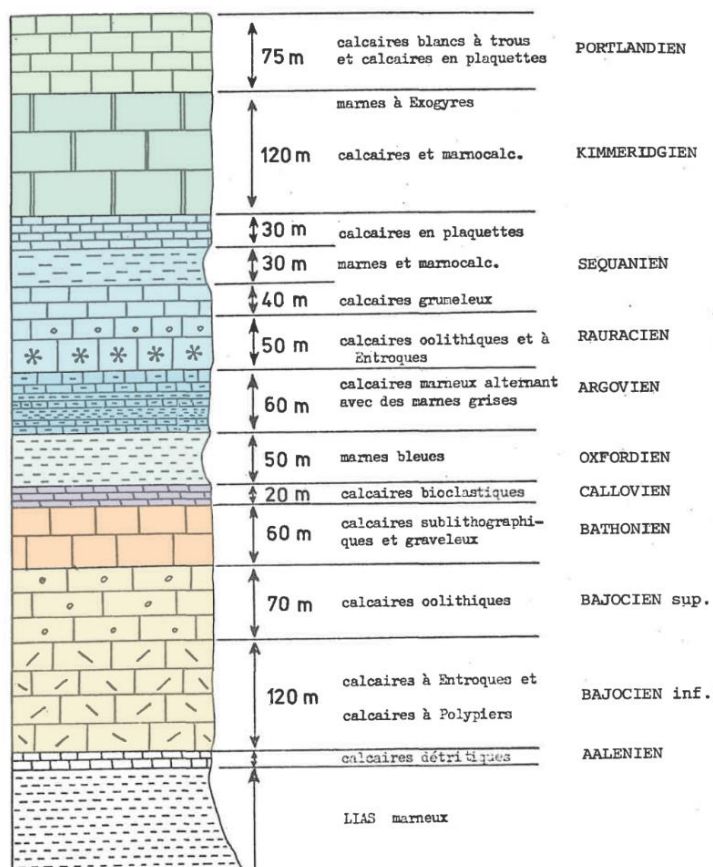 75 m calcaires blancs à trous PORTLANDIEN
et calcaires en plaquettes
marnes à Exogyres
120 m calcaires et marnocalc. KIMMERIDGIEN
30 m calcaires en plaquettes
30 m marnes et marnocalc. SEQUANIEN
40 m calcaires grumeleux
50 m calcaires oolithiques et à RAURACIEN
Entroques
calcaires marneux alternant ARGOVIEN
60 m avec des marnes grises
50 m marnes bleues OXFORDIEN
20 m calcaires bioclastiques CALLOVIEN
60 m calcaires sublithographi- BATHONIEN
ques et graveleux
70 m calcaires oolithiques BAJOCIEN sup.
120 m calcaires à Entroques et BAJOCIEN inf.
calcaires à Polypiers
calcaires détritiques AALENIEN
LIAS marneux